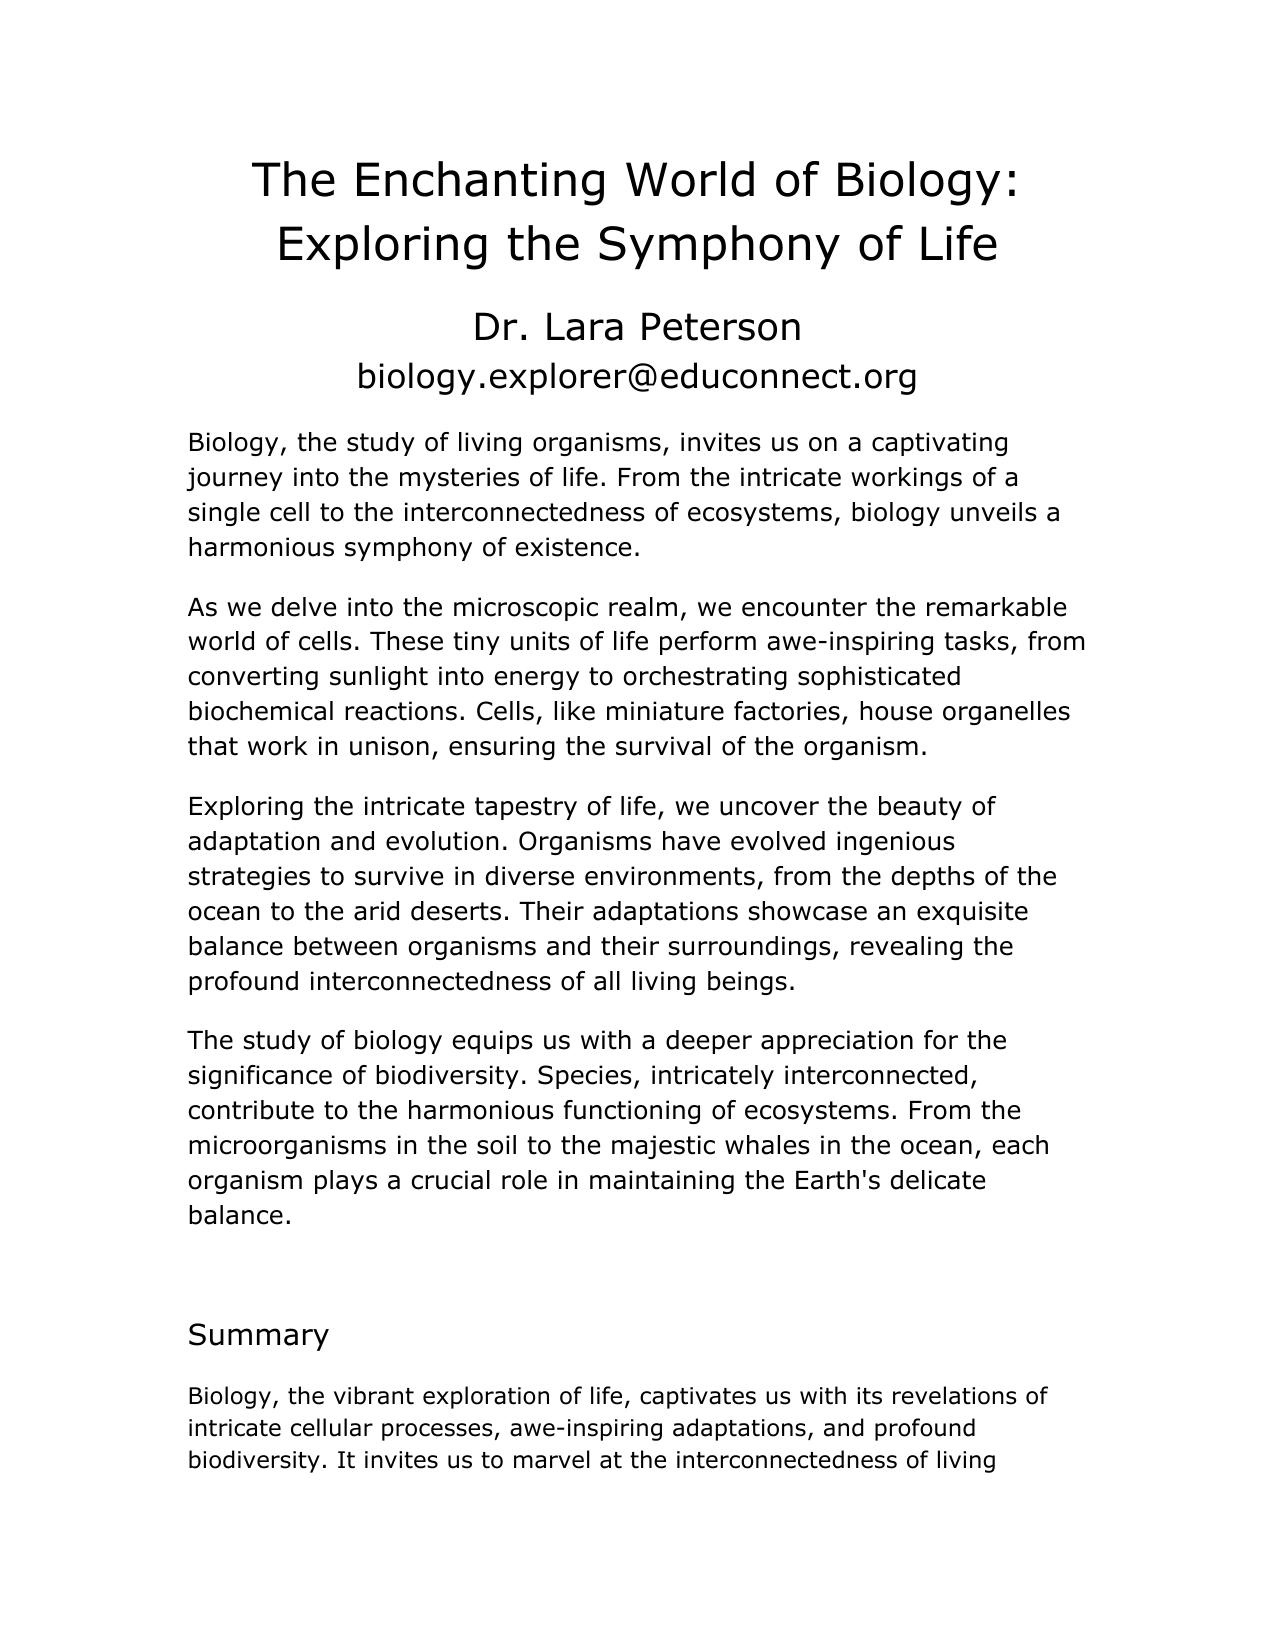 The Enchanting World of Biology:
Exploring the Symphony of Life
Dr. Lara Peterson
biology.explorer@educonnect.org
Biology, the study of living organisms, invites us on a captivating
journey into the mysteries of life. From the intricate workings of a
single cell to the interconnectedness of ecosystems, biology unveils a
harmonious symphony of existence.
As we delve into the microscopic realm, we encounter the remarkable
world of cells. These tiny units of life perform awe-inspiring tasks, from
converting sunlight into energy to orchestrating sophisticated
biochemical reactions. Cells, like miniature factories, house organelles
that work in unison, ensuring the survival of the organism.
Exploring the intricate tapestry of life, we uncover the beauty of
adaptation and evolution. Organisms have evolved ingenious
strategies to survive in diverse environments, from the depths of the
ocean to the arid deserts. Their adaptations showcase an exquisite
balance between organisms and their surroundings, revealing the
profound interconnectedness of all living beings.
The study of biology equips us with a deeper appreciation for the
significance of biodiversity. Species, intricately interconnected,
contribute to the harmonious functioning of ecosystems. From the
microorganisms in the soil to the majestic whales in the ocean, each
organism plays a crucial role in maintaining the Earth's delicate
balance.
Summary
Biology, the vibrant exploration of life, captivates us with its revelations of
intricate cellular processes, awe-inspiring adaptations, and profound
biodiversity. It invites us to marvel at the interconnectedness of living